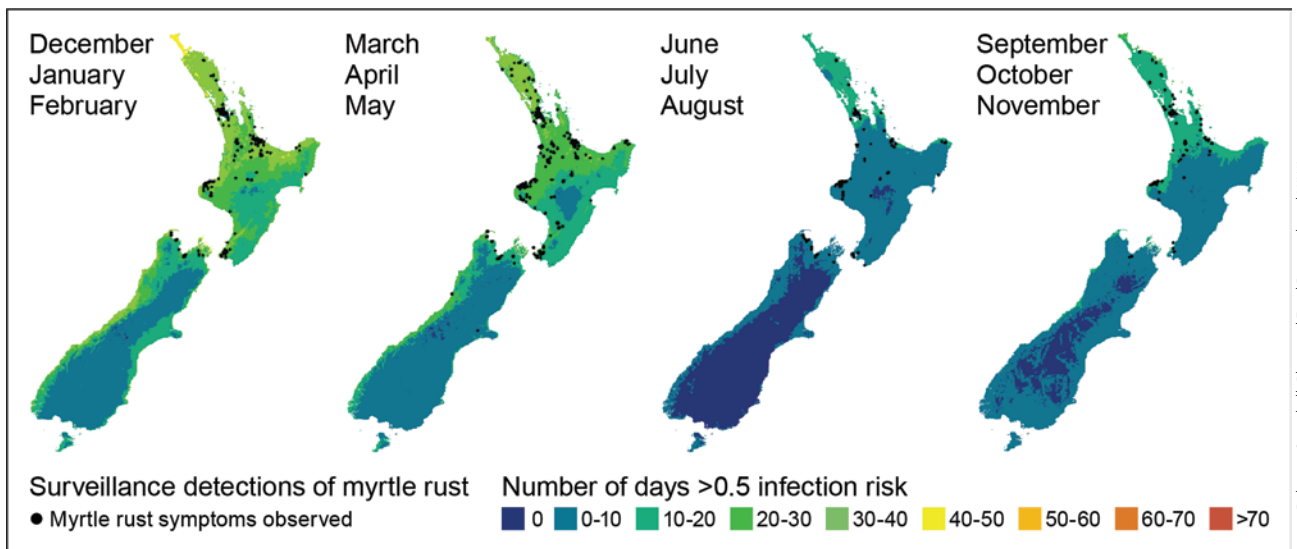 December
January
February
March
April
May
June
July
August
September
October
November
Surveillance detections of myrtle rust
Myrtle rust symptoms observed
Number of days >0.5 infection risk
0 0-10 10-20 20-30 30-40 40-50 50-60 60-70 >70